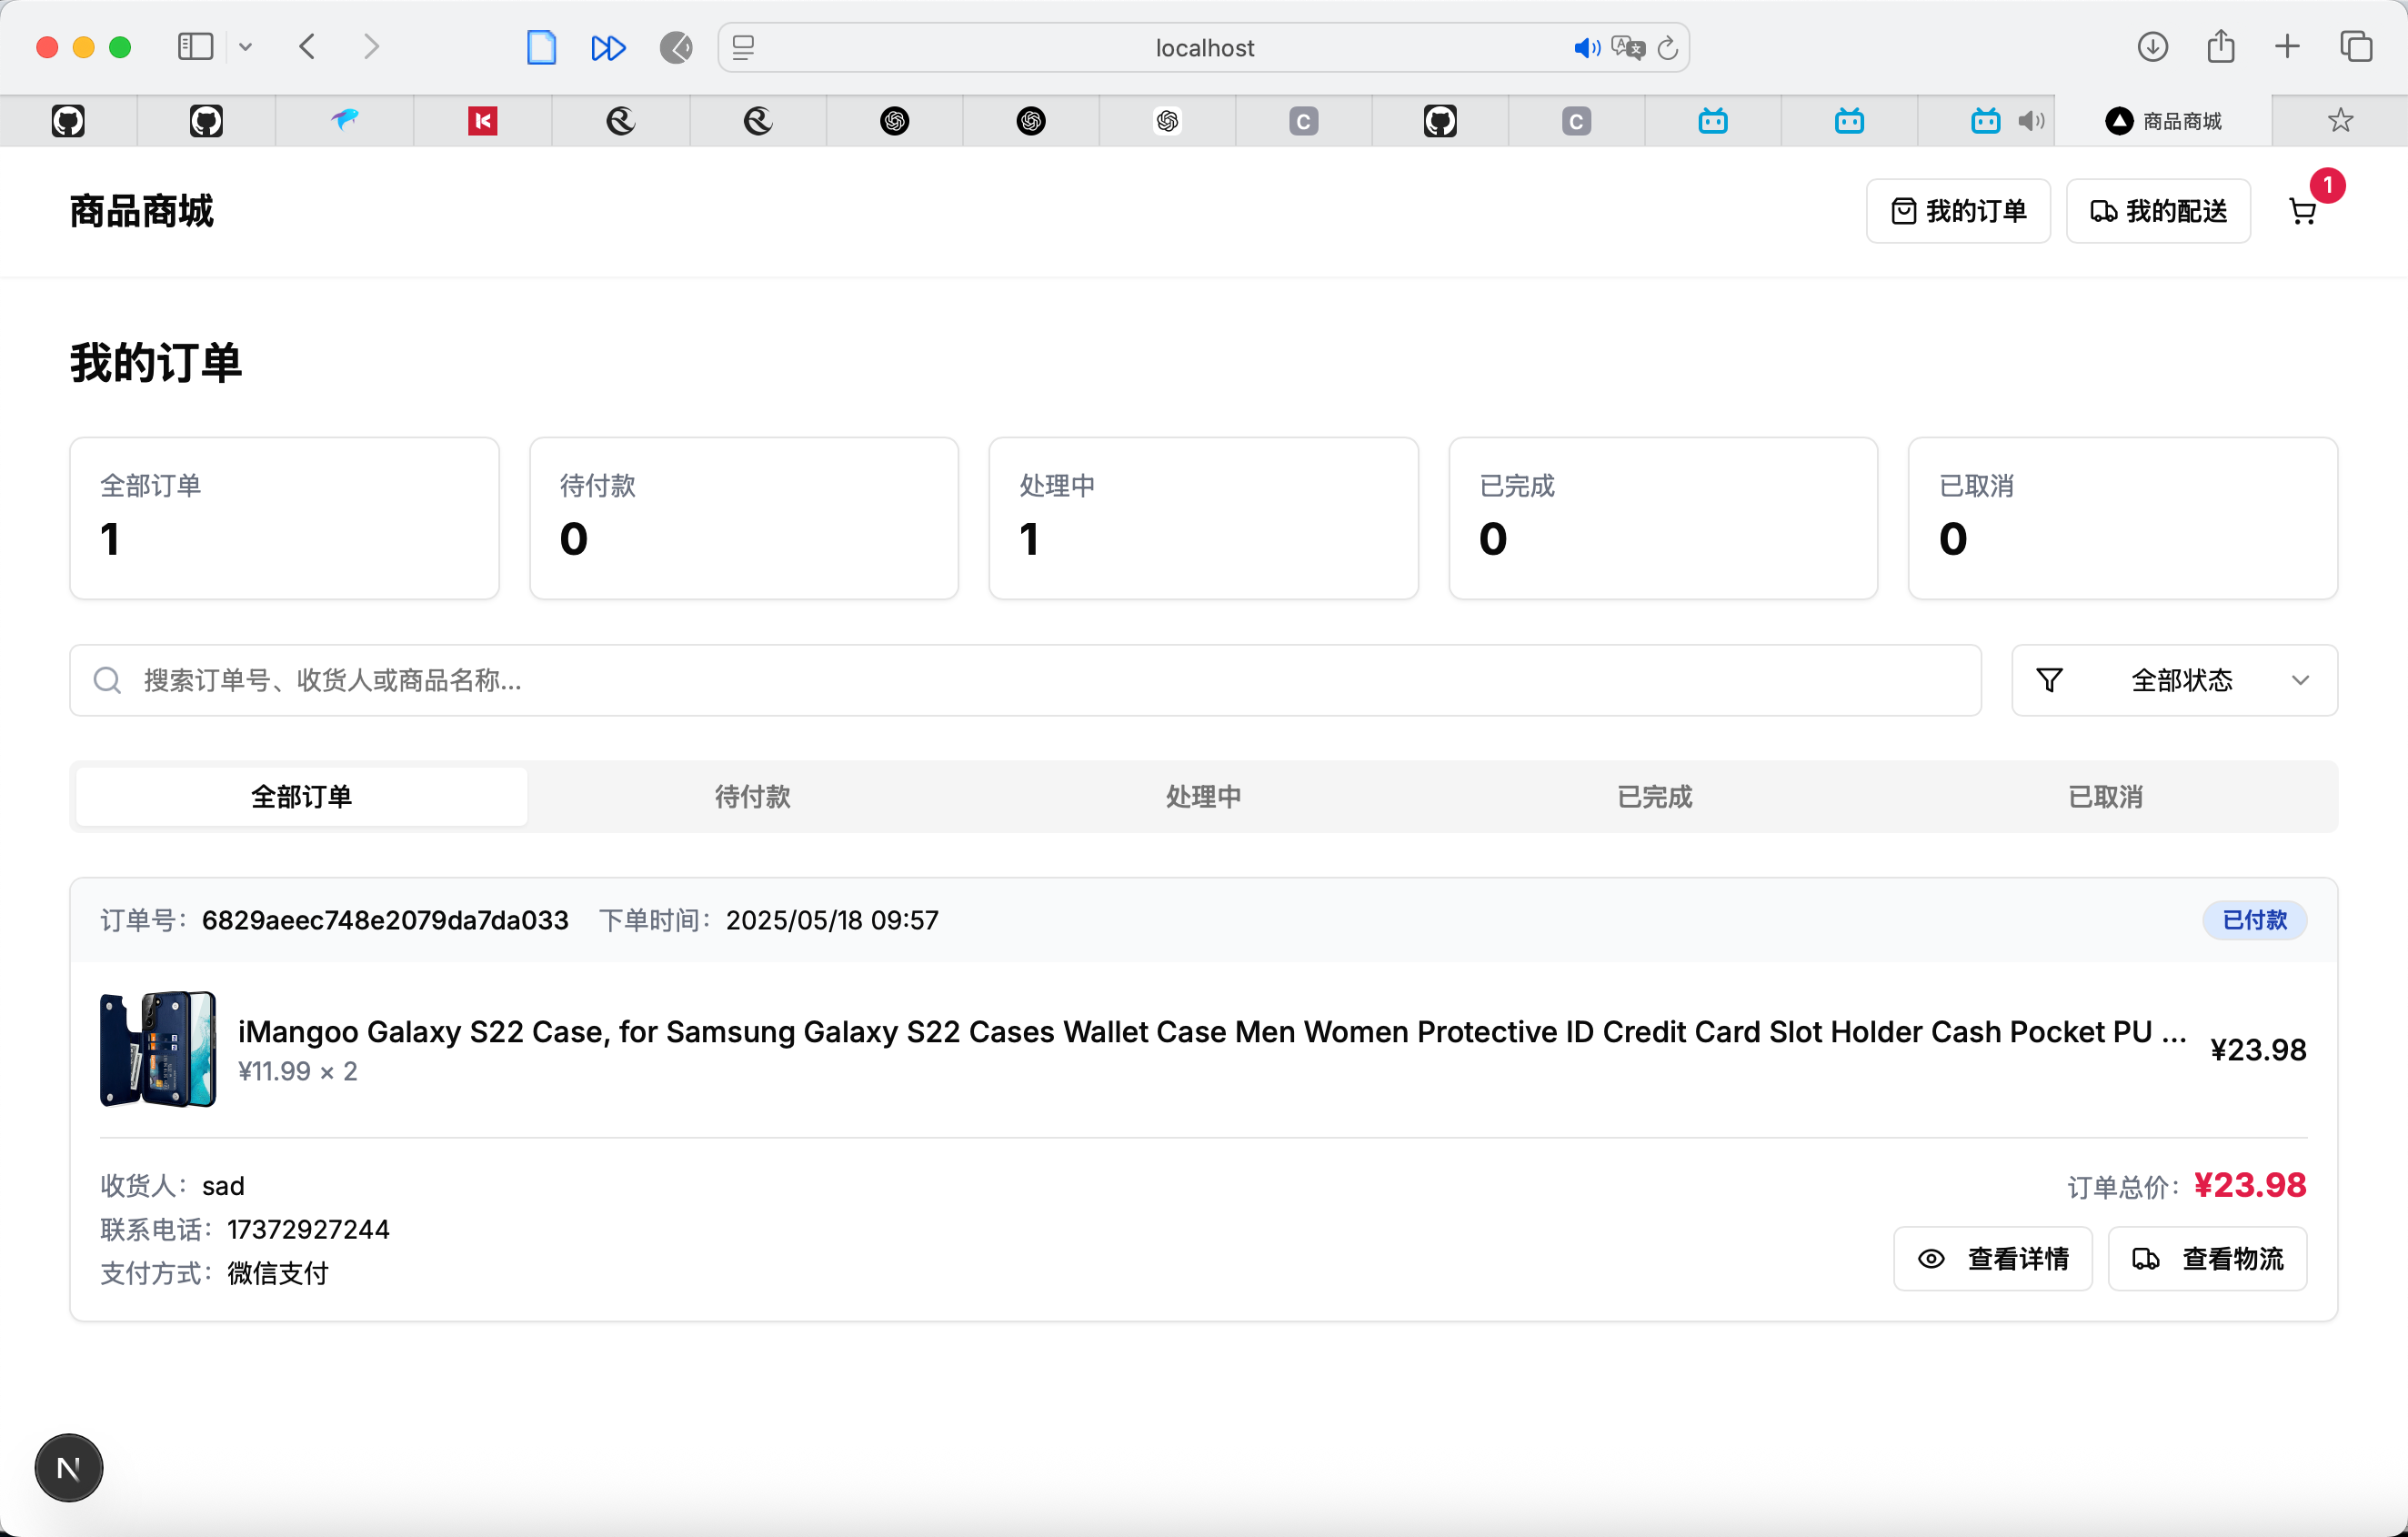 localhost
商品商城
商品商城
我的订单
我的配送
1
我的订单
全部订单
1
待付款
0
处理中
1
已完成
0
已取消
0
搜索订单号、收货人或商品名称...
全部状态
全部订单
待付款
处理中
已完成
已取消
订单号： 6829aeec748e2079da7da033 下单时间： 2025/05/18 09:57
已付款
iMangoo Galaxy S22 Case, for Samsung Galaxy S22 Cases Wallet Case Men Women Protective ID Credit Card Slot Holder Cash Pocket PU ...
¥11.99 × 2
¥23.98
收货人： sad
联系电话： 17372927244
支付方式： 微信支付
订单总价： ¥23.98
查看详情
查看物流
N